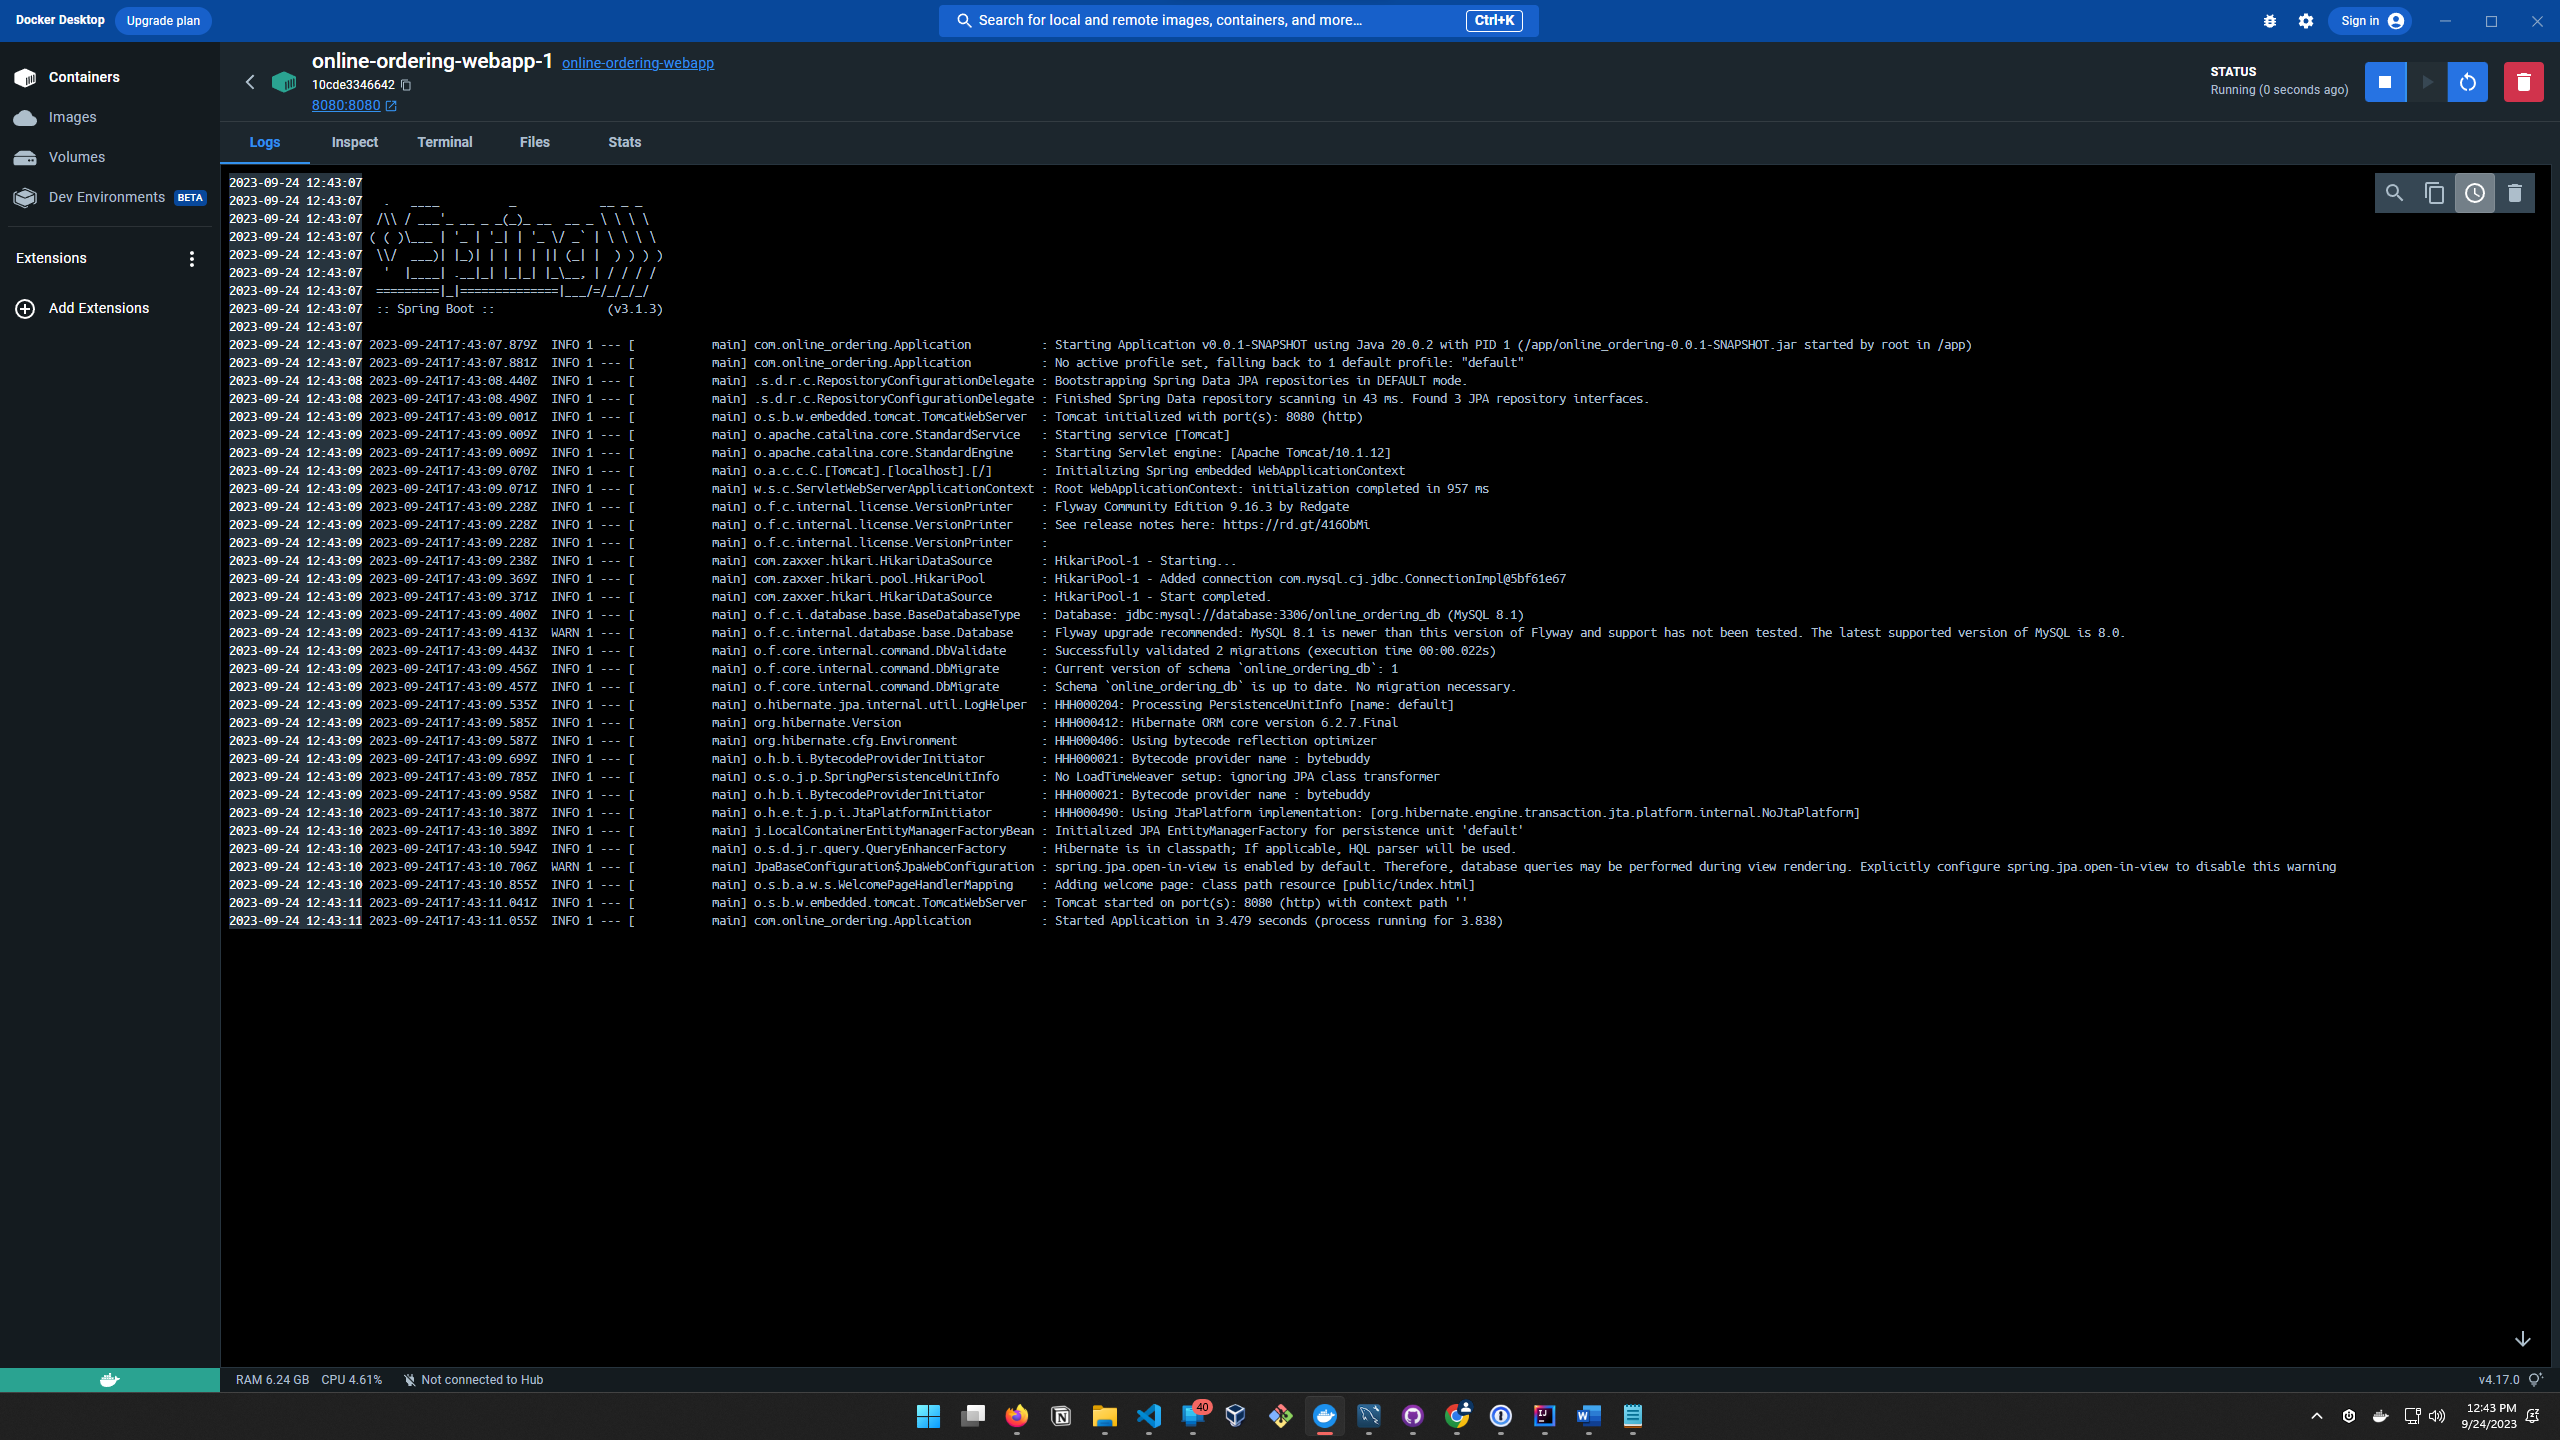 Docker Desktop Upgrade plan Search for local and remote images, containers, and more... Ctrl+K Sign in
Containers
Images
Volumes
Dev Environments BETA
Extensions
Add Extensions
online-ordering-webapp-1 online-ordering-webapp
10cde3346642
8080:8080
STATUS
Running (0 seconds ago)
Logs Inspect Terminal Files Stats
2023-09-24 12:43:07
2023-09-24 12:43:07   .   ____          _            __ _ _
2023-09-24 12:43:07  /\\ / ___'_ __ _ _(_)_ __  __ _ \ \ \ \
2023-09-24 12:43:07 ( ( )\___ | '_ | '_| | '_ \/ _` | \ \ \ \
2023-09-24 12:43:07  \\/  ___)| |_)| | | | | || (_| |  ) ) ) )
2023-09-24 12:43:07   '  |____| .__|_| |_|_| |_\__, | / / / /
2023-09-24 12:43:07  =========|_|==============|___/=/_/_/_/
2023-09-24 12:43:07  :: Spring Boot ::                (v3.1.3)
2023-09-24 12:43:07
2023-09-24 12:43:07 2023-09-24T17:43:07.879Z  INFO 1 --- [           main] com.online_ordering.Application          : Starting Application v0.0.1-SNAPSHOT using Java 20.0.2 with PID 1 (/app/online_ordering-0.0.1-SNAPSHOT.jar started by root in /app)
2023-09-24 12:43:07 2023-09-24T17:43:07.881Z  INFO 1 --- [           main] com.online_ordering.Application          : No active profile set, falling back to 1 default profile: "default"
2023-09-24 12:43:08 2023-09-24T17:43:08.440Z  INFO 1 --- [           main] .s.d.r.c.RepositoryConfigurationDelegate : Bootstrapping Spring Data JPA repositories in DEFAULT mode.
2023-09-24 12:43:08 2023-09-24T17:43:08.490Z  INFO 1 --- [           main] .s.d.r.c.RepositoryConfigurationDelegate : Finished Spring Data repository scanning in 43 ms. Found 3 JPA repository interfaces.
2023-09-24 12:43:09 2023-09-24T17:43:09.001Z  INFO 1 --- [           main] o.s.b.w.embedded.tomcat.TomcatWebServer  : Tomcat initialized with port(s): 8080 (http)
2023-09-24 12:43:09 2023-09-24T17:43:09.009Z  INFO 1 --- [           main] o.apache.catalina.core.StandardService   : Starting service [Tomcat]
2023-09-24 12:43:09 2023-09-24T17:43:09.009Z  INFO 1 --- [           main] o.apache.catalina.core.StandardEngine    : Starting Servlet engine: [Apache Tomcat/10.1.12]
2023-09-24 12:43:09 2023-09-24T17:43:09.070Z  INFO 1 --- [           main] o.a.c.c.C.[Tomcat].[localhost].[/]       : Initializing Spring embedded WebApplicationContext
2023-09-24 12:43:09 2023-09-24T17:43:09.071Z  INFO 1 --- [           main] w.s.c.ServletWebServerApplicationContext : Root WebApplicationContext: initialization completed in 957 ms
2023-09-24 12:43:09 2023-09-24T17:43:09.228Z  INFO 1 --- [           main] o.f.c.internal.license.VersionPrinter    : Flyway Community Edition 9.16.3 by Redgate
2023-09-24 12:43:09 2023-09-24T17:43:09.228Z  INFO 1 --- [           main] o.f.c.internal.license.VersionPrinter    : See release notes here: https://rd.gt/416ObMi
2023-09-24 12:43:09 2023-09-24T17:43:09.228Z  INFO 1 --- [           main] o.f.c.internal.license.VersionPrinter    :
2023-09-24 12:43:09 2023-09-24T17:43:09.238Z  INFO 1 --- [           main] com.zaxxer.hikari.HikariDataSource       : HikariPool-1 - Starting...
2023-09-24 12:43:09 2023-09-24T17:43:09.369Z  INFO 1 --- [           main] com.zaxxer.hikari.pool.HikariPool        : HikariPool-1 - Added connection com.mysql.cj.jdbc.ConnectionImpl@5bf61e67
2023-09-24 12:43:09 2023-09-24T17:43:09.371Z  INFO 1 --- [           main] com.zaxxer.hikari.HikariDataSource       : HikariPool-1 - Start completed.
2023-09-24 12:43:09 2023-09-24T17:43:09.400Z  INFO 1 --- [           main] o.f.c.i.database.base.BaseDatabaseType   : Database: jdbc:mysql://database:3306/online_ordering_db (MySQL 8.1)
2023-09-24 12:43:09 2023-09-24T17:43:09.413Z  WARN 1 --- [           main] o.f.c.internal.database.base.Database    : Flyway upgrade recommended: MySQL 8.1 is newer than this version of Flyway and support has not been tested. The latest supported version of MySQL is 8.0.
2023-09-24 12:43:09 2023-09-24T17:43:09.443Z  INFO 1 --- [           main] o.f.core.internal.command.DbValidate     : Successfully validated 2 migrations (execution time 00:00.022s)
2023-09-24 12:43:09 2023-09-24T17:43:09.456Z  INFO 1 --- [           main] o.f.core.internal.command.DbMigrate      : Current version of schema `online_ordering_db`: 1
2023-09-24 12:43:09 2023-09-24T17:43:09.457Z  INFO 1 --- [           main] o.f.core.internal.command.DbMigrate      : Schema `online_ordering_db` is up to date. No migration necessary.
2023-09-24 12:43:09 2023-09-24T17:43:09.535Z  INFO 1 --- [           main] o.hibernate.jpa.internal.util.LogHelper  : HHH000204: Processing PersistenceUnitInfo [name: default]
2023-09-24 12:43:09 2023-09-24T17:43:09.585Z  INFO 1 --- [           main] org.hibernate.Version                    : HHH000412: Hibernate ORM core version 6.2.7.Final
2023-09-24 12:43:09 2023-09-24T17:43:09.587Z  INFO 1 --- [           main] org.hibernate.cfg.Environment            : HHH000406: Using bytecode reflection optimizer
2023-09-24 12:43:09 2023-09-24T17:43:09.699Z  INFO 1 --- [           main] o.h.b.i.BytecodeProviderInitiator        : HHH000021: Bytecode provider name : bytebuddy
2023-09-24 12:43:09 2023-09-24T17:43:09.785Z  INFO 1 --- [           main] o.s.o.j.p.SpringPersistenceUnitInfo      : No LoadTimeWeaver setup: ignoring JPA class transformer
2023-09-24 12:43:09 2023-09-24T17:43:09.958Z  INFO 1 --- [           main] o.h.b.i.BytecodeProviderInitiator        : HHH000021: Bytecode provider name : bytebuddy
2023-09-24 12:43:10 2023-09-24T17:43:10.387Z  INFO 1 --- [           main] o.h.e.t.j.p.i.JtaPlatformInitiator       : HHH000490: Using JtaPlatform implementation: [org.hibernate.engine.transaction.jta.platform.internal.NoJtaPlatform]
2023-09-24 12:43:10 2023-09-24T17:43:10.389Z  INFO 1 --- [           main] j.LocalContainerEntityManagerFactoryBean : Initialized JPA EntityManagerFactory for persistence unit 'default'
2023-09-24 12:43:10 2023-09-24T17:43:10.594Z  INFO 1 --- [           main] o.s.d.j.r.query.QueryEnhancerFactory     : Hibernate is in classpath; If applicable, HQL parser will be used.
2023-09-24 12:43:10 2023-09-24T17:43:10.706Z  WARN 1 --- [           main] JpaBaseConfiguration$JpaWebConfiguration : spring.jpa.open-in-view is enabled by default. Therefore, database queries may be performed during view rendering. Explicitly configure spring.jpa.open-in-view to disable this warning
2023-09-24 12:43:10 2023-09-24T17:43:10.855Z  INFO 1 --- [           main] o.s.b.a.w.s.WelcomePageHandlerMapping    : Adding welcome page: class path resource [public/index.html]
2023-09-24 12:43:11 2023-09-24T17:43:11.041Z  INFO 1 --- [           main] o.s.b.w.embedded.tomcat.TomcatWebServer  : Tomcat started on port(s): 8080 (http) with context path ''
2023-09-24 12:43:11 2023-09-24T17:43:11.055Z  INFO 1 --- [           main] com.online_ordering.Application          : Started Application in 3.479 seconds (process running for 3.838)
RAM 6.24 GB CPU 4.61% Not connected to Hub v4.17.0
40
12:43 PM
9/24/2023